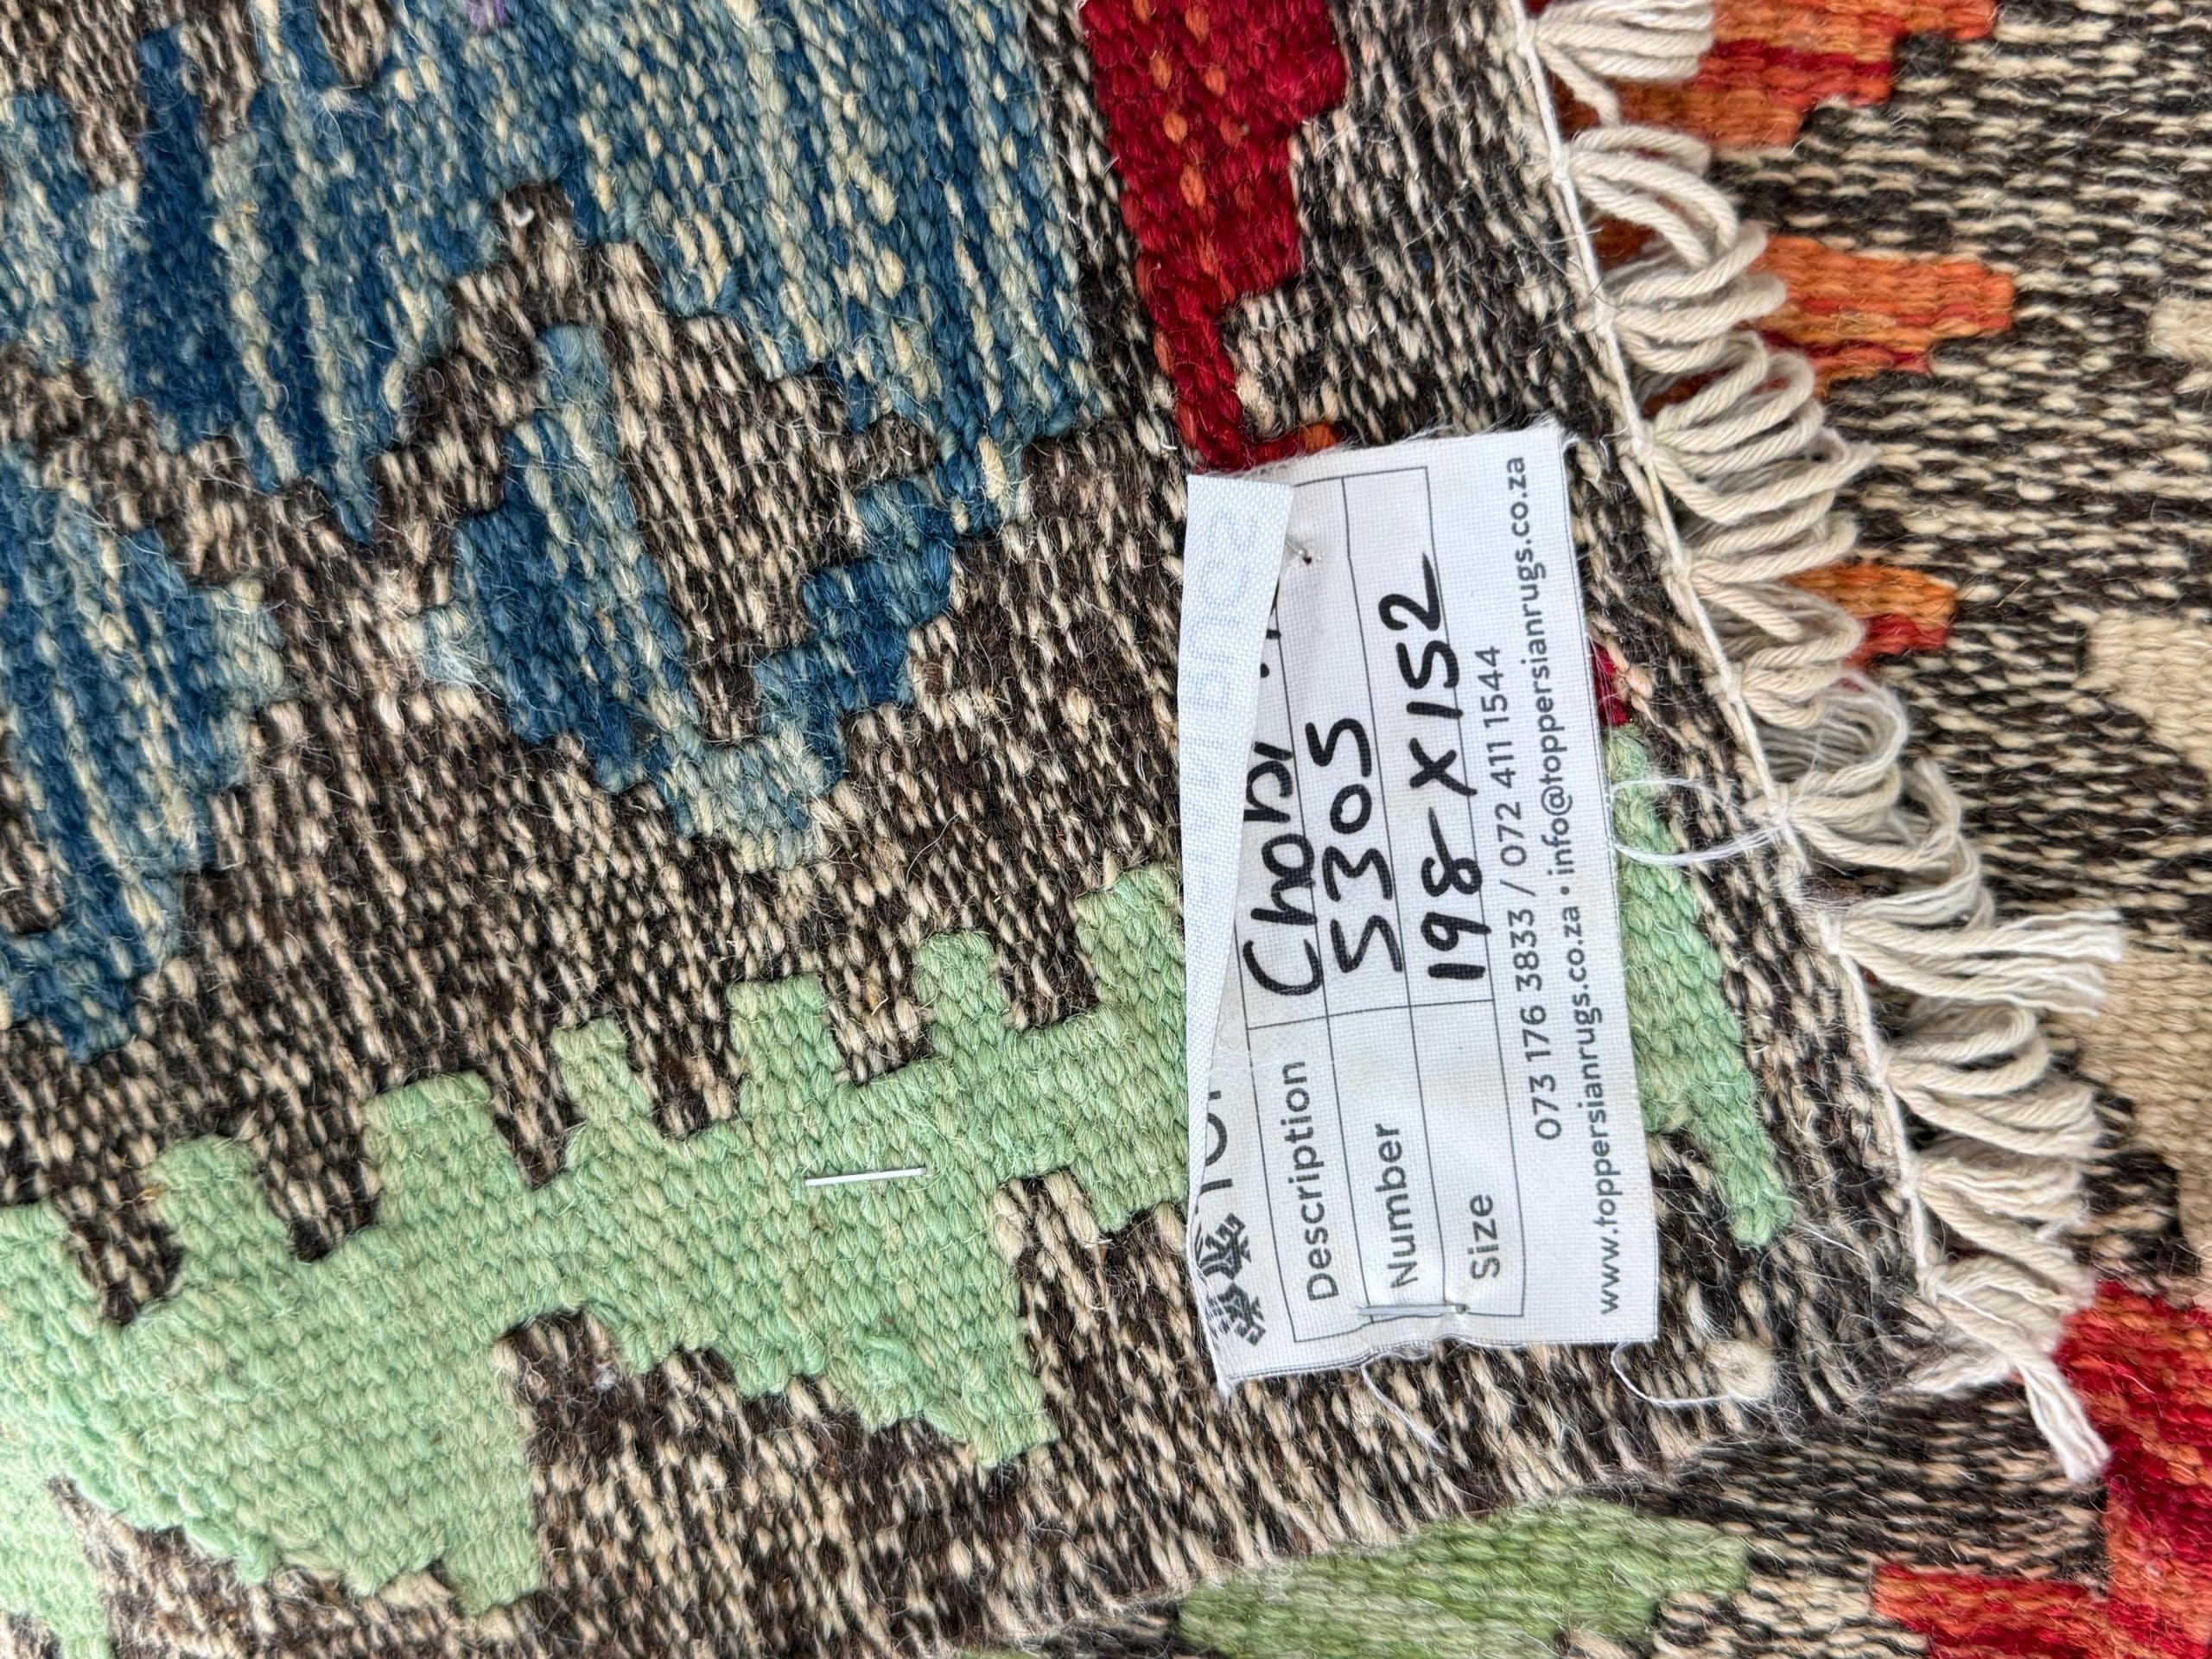 Description Chobi
Number 5305
Size 198 X 152
073 176 3833 / 072 411 1544
www.toppersianrugs.co.za • info@toppersianrugs.co.za